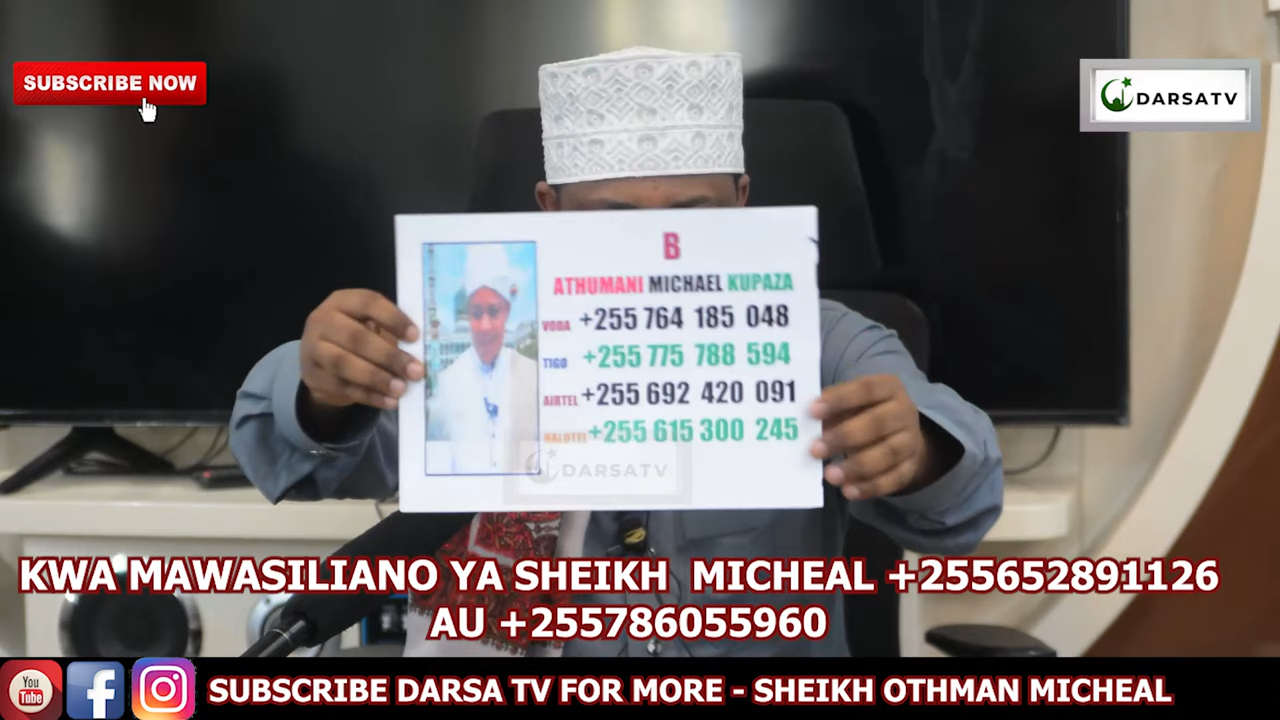 SUBSCRIBE NOW
DARSATV
B
ATHUMANI MICHAEL KUPAZA
VODA +255 764 185 048
TIGO +255 775 788 594
AIRTEL +255 692 420 091
HALOTEL +255 615 300 245
DARSATV
KWA MAWASILIANO YA SHEIKH MICHEAL +255652891126
AU +255786055960
You Tube
SUBSCRIBE DARSA TV FOR MORE - SHEIKH OTHMAN MICHEAL